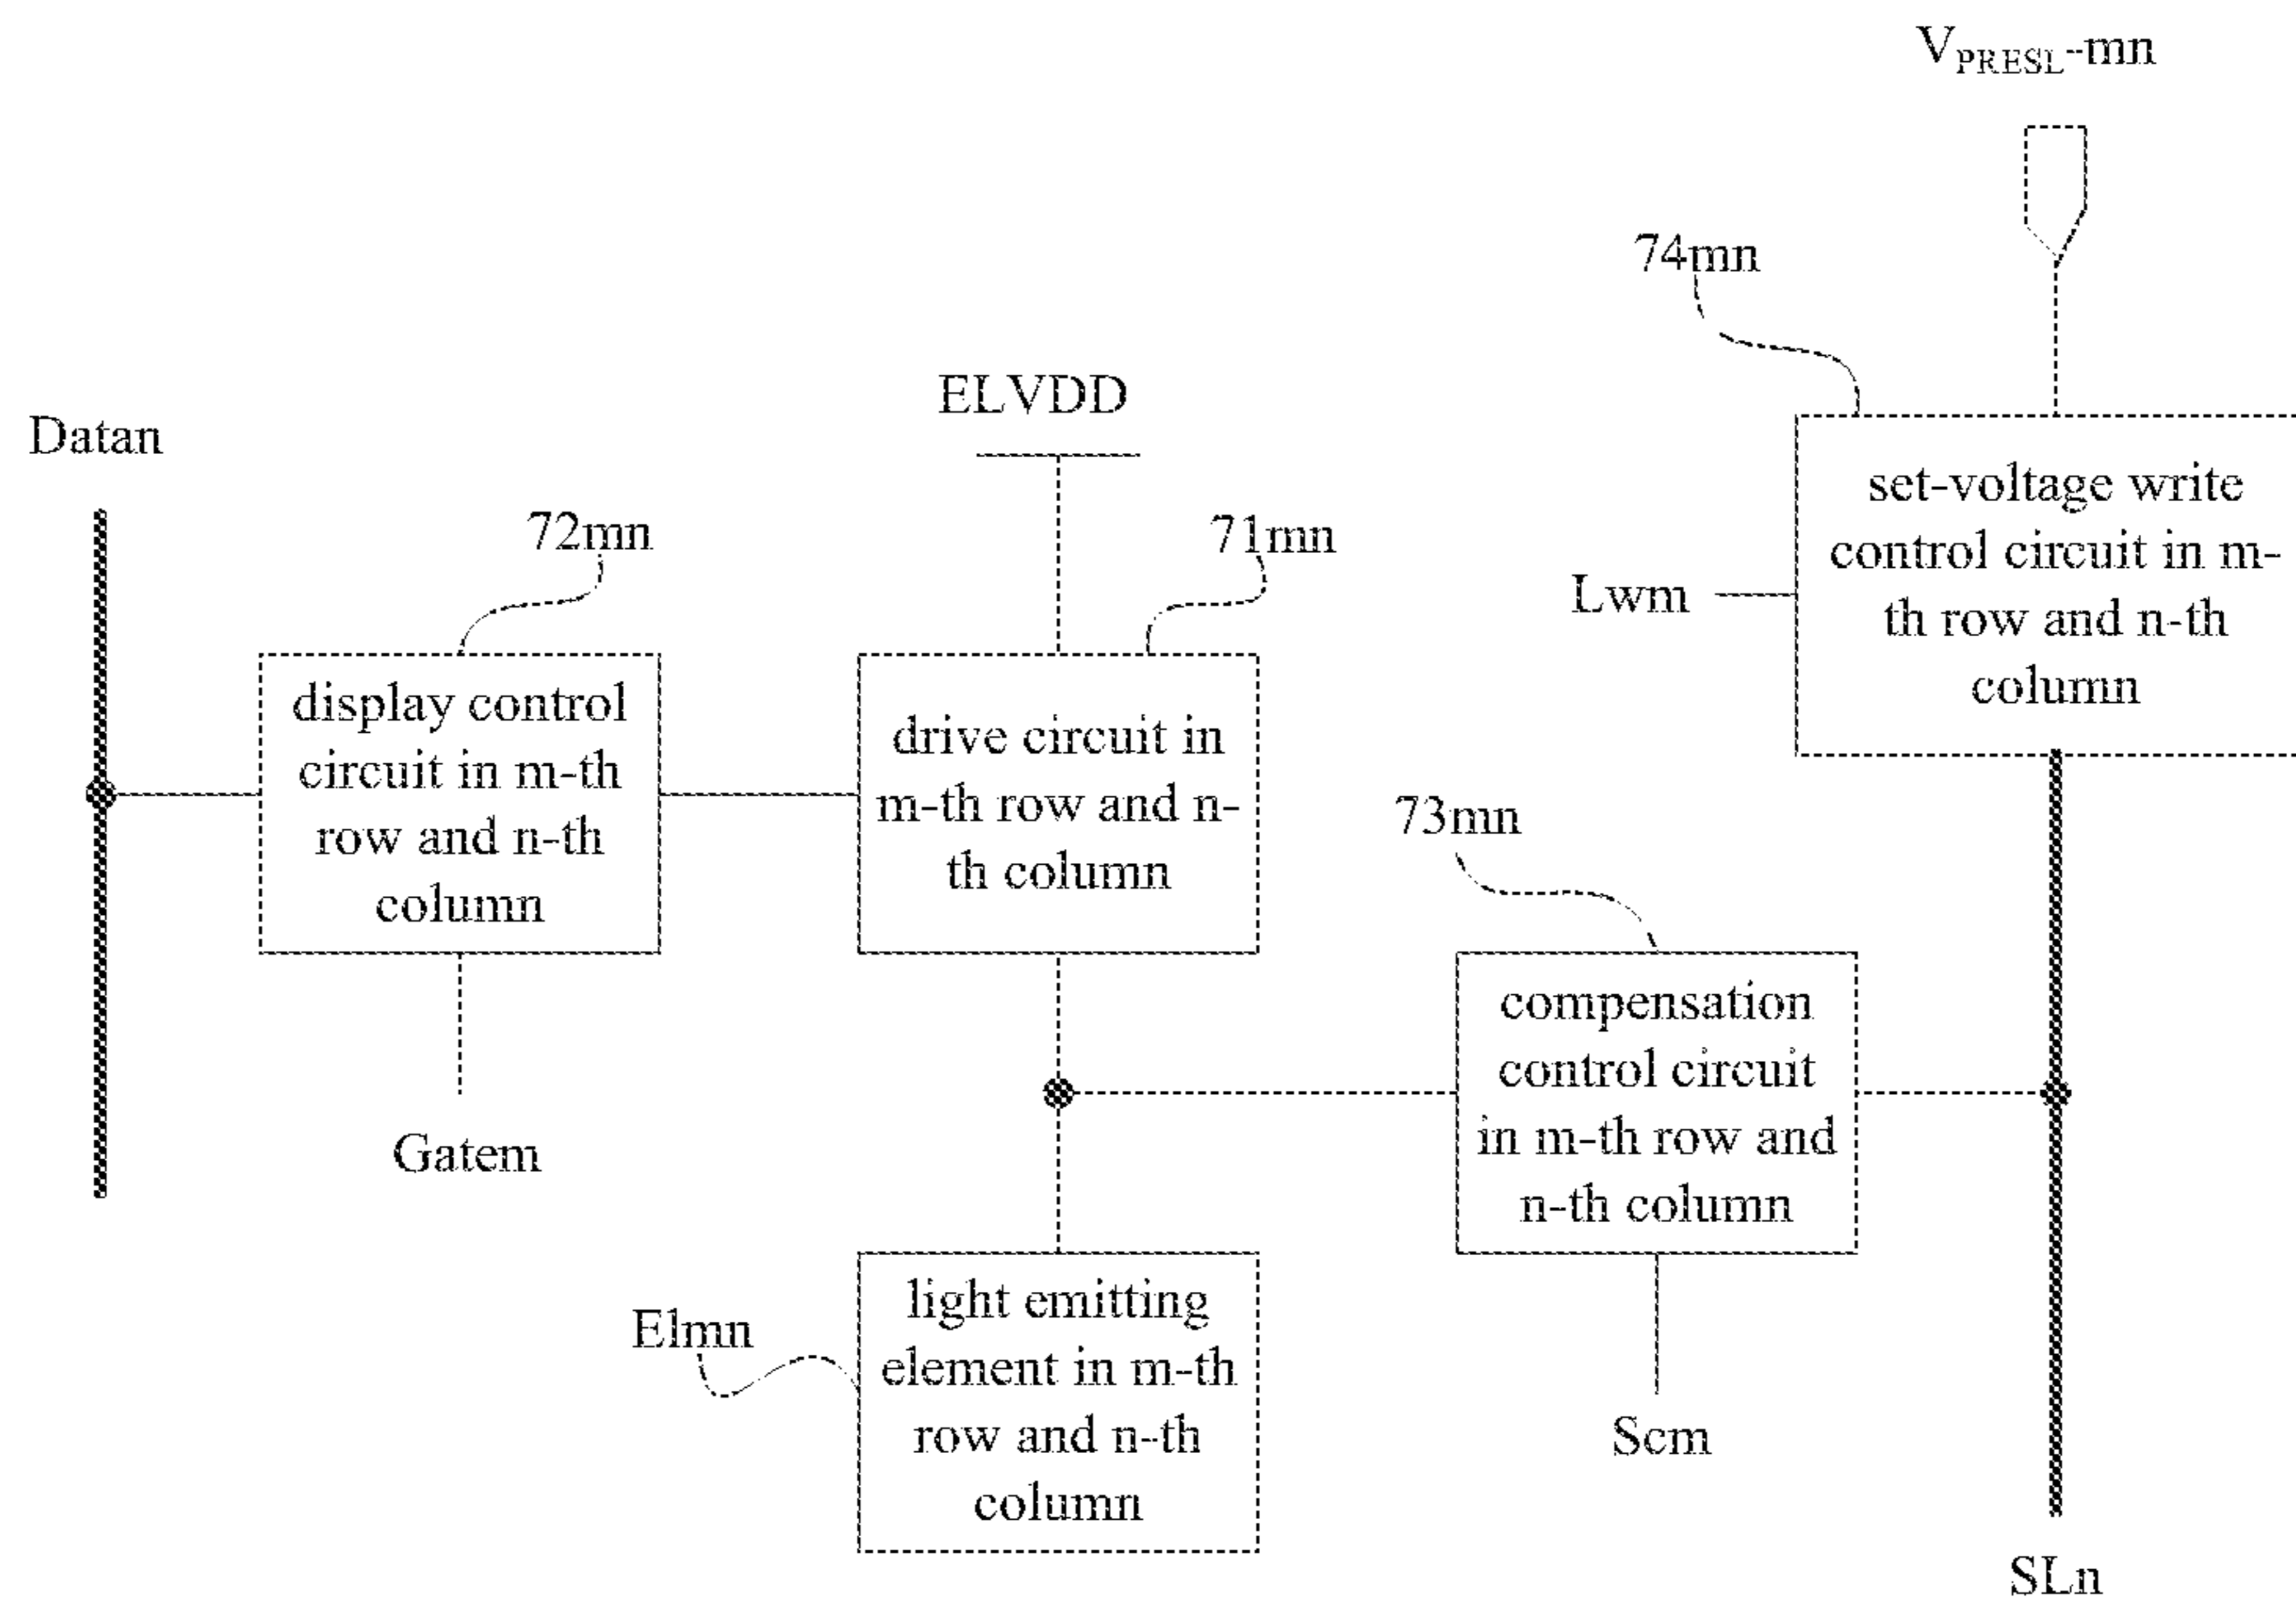 V_PRESL-mn
74mn
ELVDD
Datan
set-voltage write
control circuit in m-
th row and n-th
column
72mn
71mn
Lwm
display control
circuit in m-th
row and n-th
column
drive circuit in
m-th row and n-
th column
73mn
compensation
control circuit
in m-th row and
n-th column
Gatem
light emitting
element in m-th
row and n-th
column
Elmn
Scm
SLn